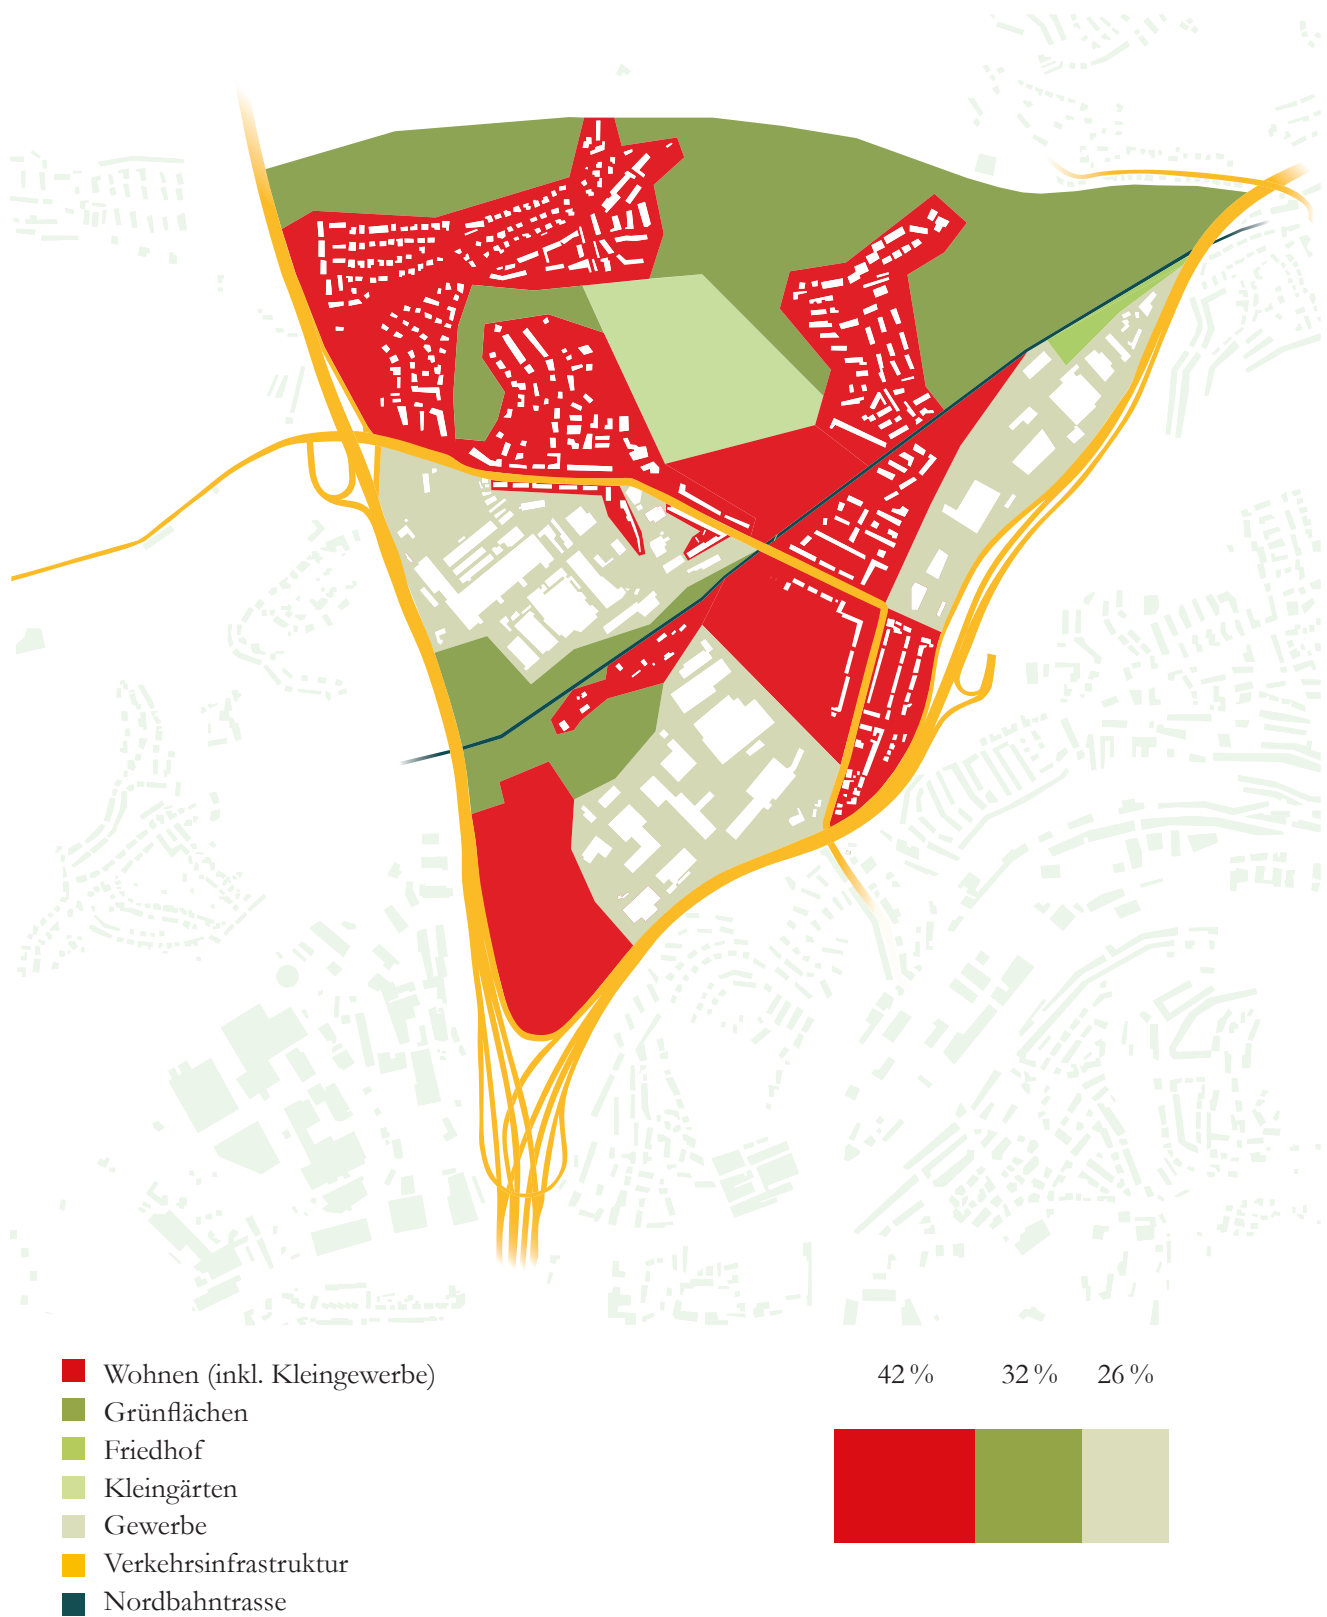 Wohnen (inkl. Kleingewerbe)
Grünflächen
Friedhof
Kleingärten
Gewerbe
Verkehrsinfrastruktur
Nordbahntrasse
42 % 32 % 26 %